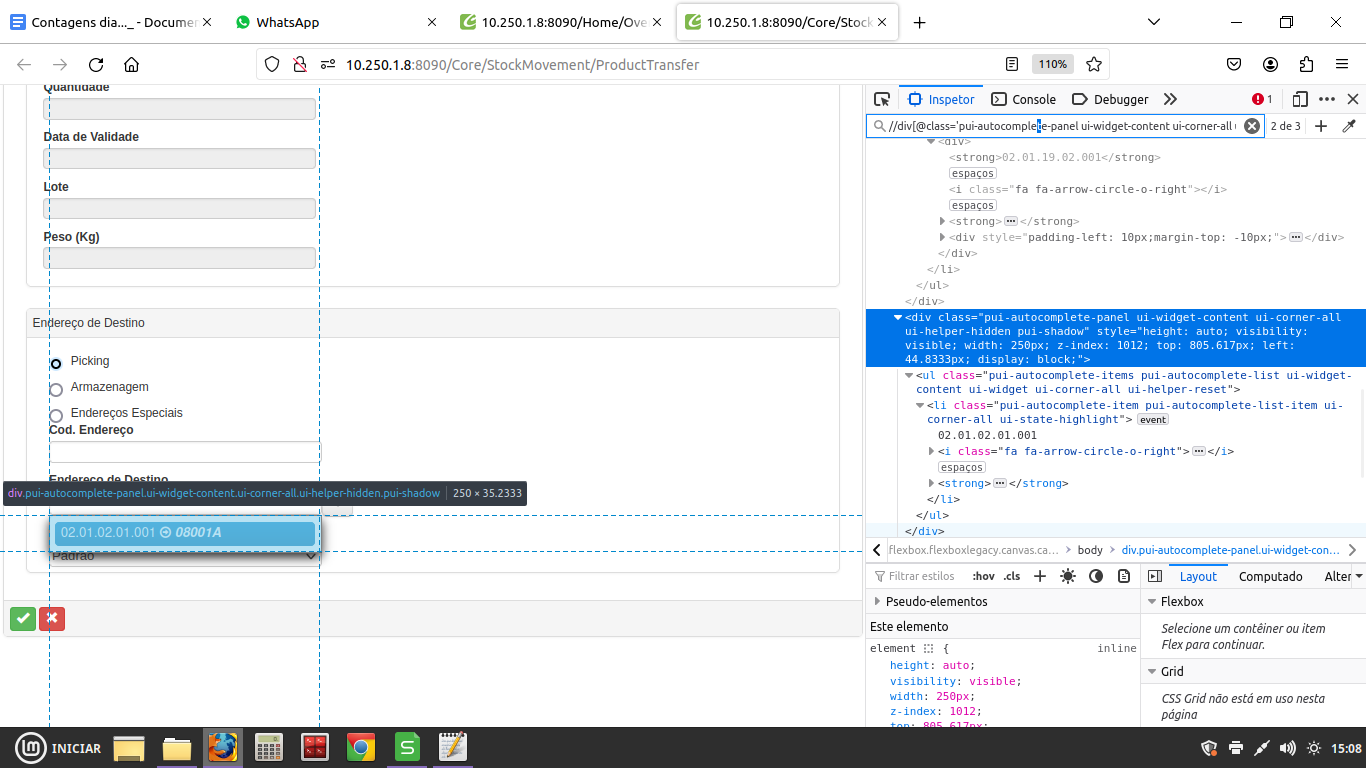 Contagens dia..._ - Documen
WhatsApp
10.250.1.8:8090/Home/Ove
10.250.1.8:8090/Core/Stock
10.250.1.8:8090/Core/StockMovement/ProductTransfer
110%
Quantidade
Data de Validade
Lote
Peso (Kg)
Endereço de Destino
Picking
Armazenagem
Endereços Especiais
Cod. Endereço
Endereço de Destino
div.pui-autocomplete-panel.ui-widget-content.ui-corner-all.ui-helper-hidden.pui-shadow 250 × 35.2333
02.01.02.01.001 08001A
Padrão
Inspetor
Console
Debugger
1
//div[@class='pui-autocomplete-panel ui-widget-content ui-corner-all
2 de 3
<div>
<strong>02.01.19.02.001</strong>
espaços
<i class="fa fa-arrow-circle-o-right"></i>
espaços
<strong>⋯</strong>
<div style="padding-left: 10px;margin-top: -10px;">⋯</div>
</div>
</li>
</ul>
</div>
<div class="pui-autocomplete-panel ui-widget-content ui-corner-all
ui-helper-hidden pui-shadow" style="height: auto; visibility:
visible; width: 250px; z-index: 1012; top: 805.617px; left:
44.8333px; display: block;">
<ul class="pui-autocomplete-items pui-autocomplete-list ui-widget-
content ui-widget ui-corner-all ui-helper-reset">
<li class="pui-autocomplete-item pui-autocomplete-list-item ui-
corner-all ui-state-highlight"> event
02.01.02.01.001
<i class="fa fa-arrow-circle-o-right">⋯</i>
espaços
<strong>⋯</strong>
</li>
</ul>
</div>
flexbox.flexboxlegacy.canvas.ca…
body
div.pui-autocomplete-panel.ui-widget-con…
Filtrar estilos
:hov .cls
Layout
Computado
Alter
Pseudo-elementos
Este elemento
element {
inline
height: auto;
visibility: visible;
width: 250px;
z-index: 1012;
top: 805.617px;
Flexbox
Selecione um contêiner ou item
Flex para continuar.
Grid
CSS Grid não está em uso nesta
página
INICIAR
15:08